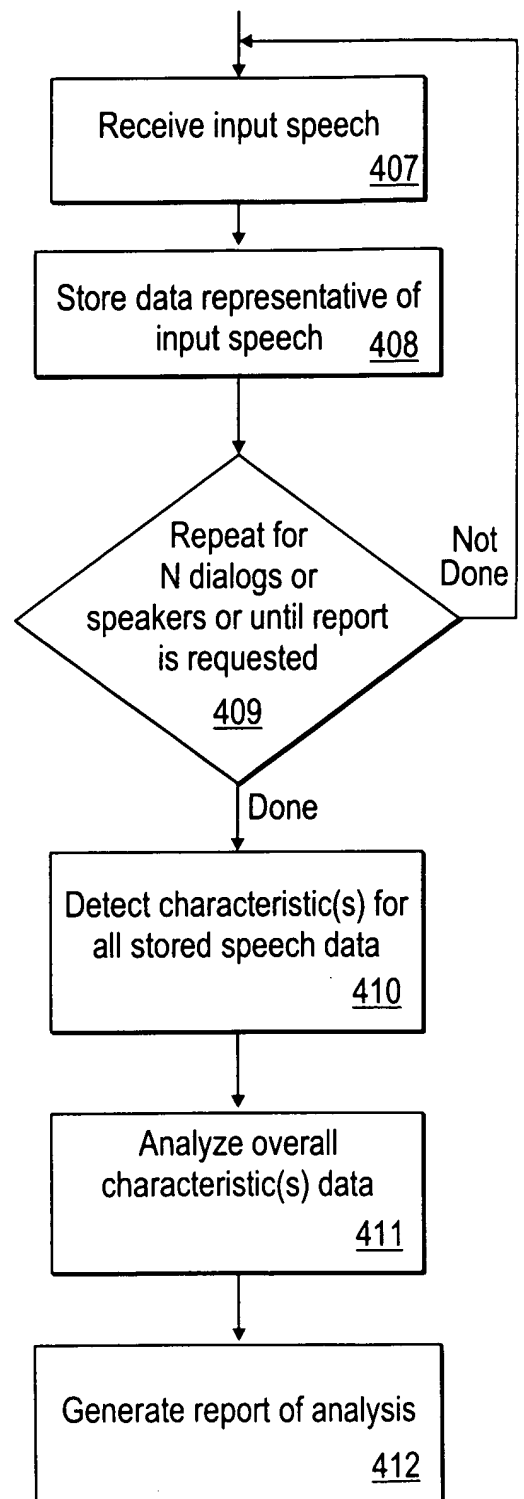 Receive input speech
407
Store data representative of
input speech 408
Repeat for
N dialogs or
speakers or until report
is requested
409
Not
Done
Done
Detect characteristic(s) for
all stored speech data
410
Analyze overall
characteristic(s) data
411
Generate report of analysis
412